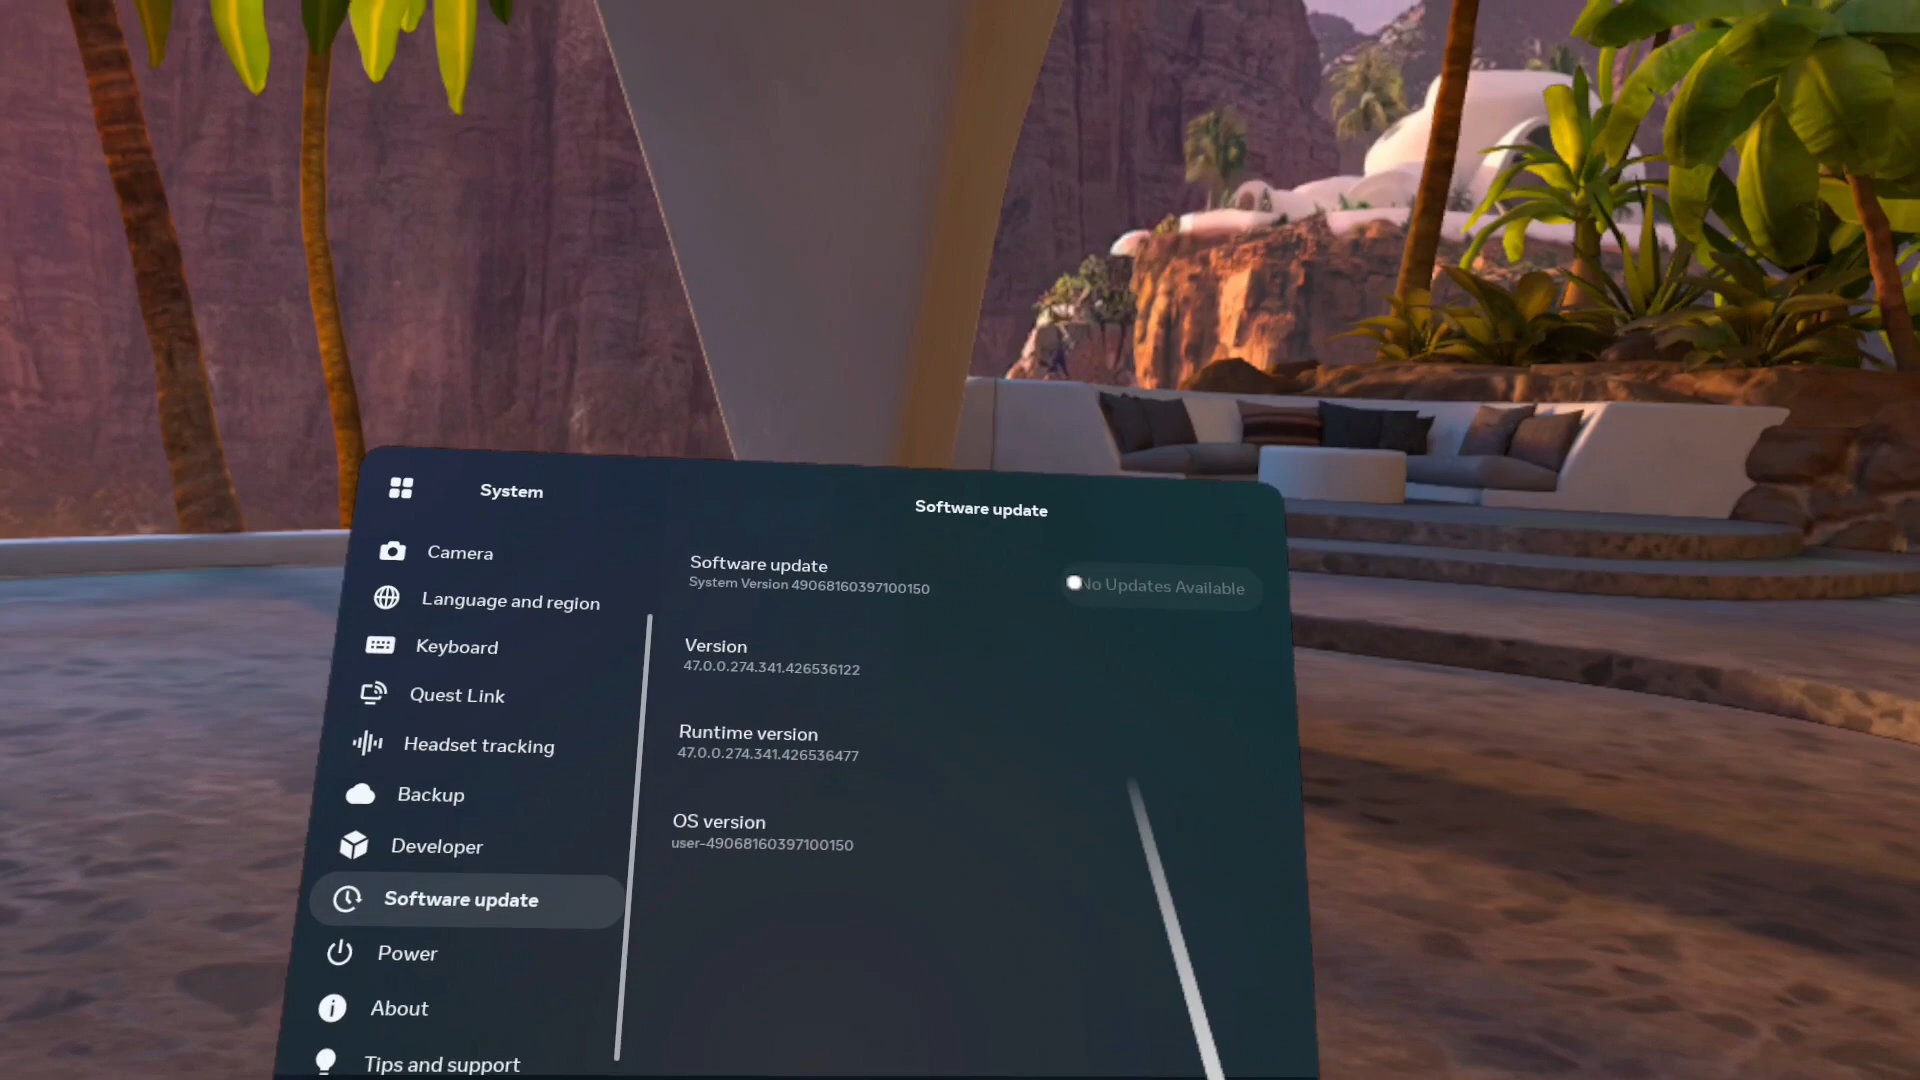 System
Camera
Language and region
Keyboard
Quest Link
Headset tracking
Backup
Developer
Software update
Power
About
Tips and support
Software update
Software update
System Version 49068160397100150
No Updates Available
Version
47.0.0.274.341.426536122
Runtime version
47.0.0.274.341.426536477
OS version
user-49068160397100150